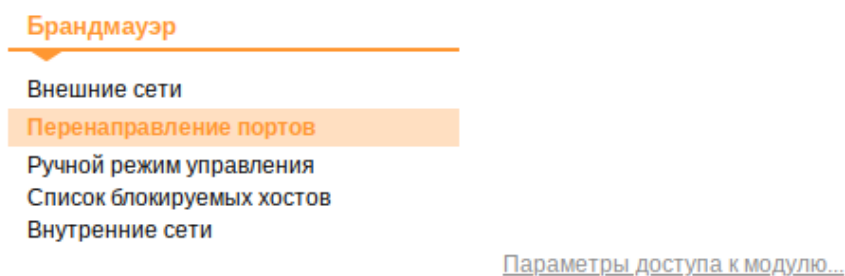 Брандмауэр
Внешние сети
Перенаправление портов
Ручной режим управления
Список блокируемых хостов
Внутренние сети
Параметры доступа к модулю...